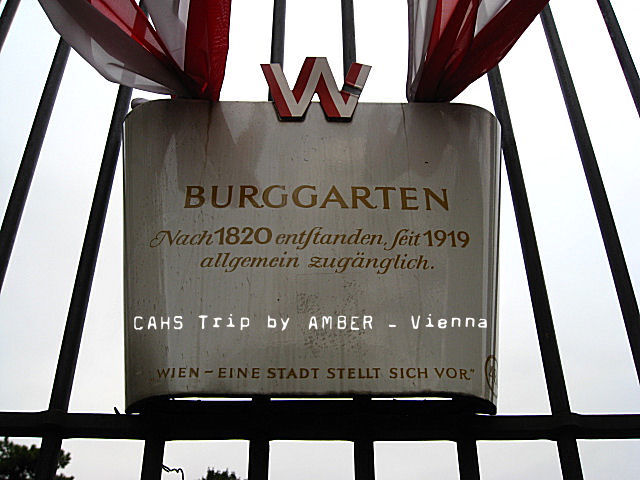 W
BURGGARTEN
Nach 1820 entſtanden, ſeit 1919
allgemein zugänglich.
CAHS Trip by AMBER - Vienna
"WIEN - EINE STADT STELLT SICH VOR"